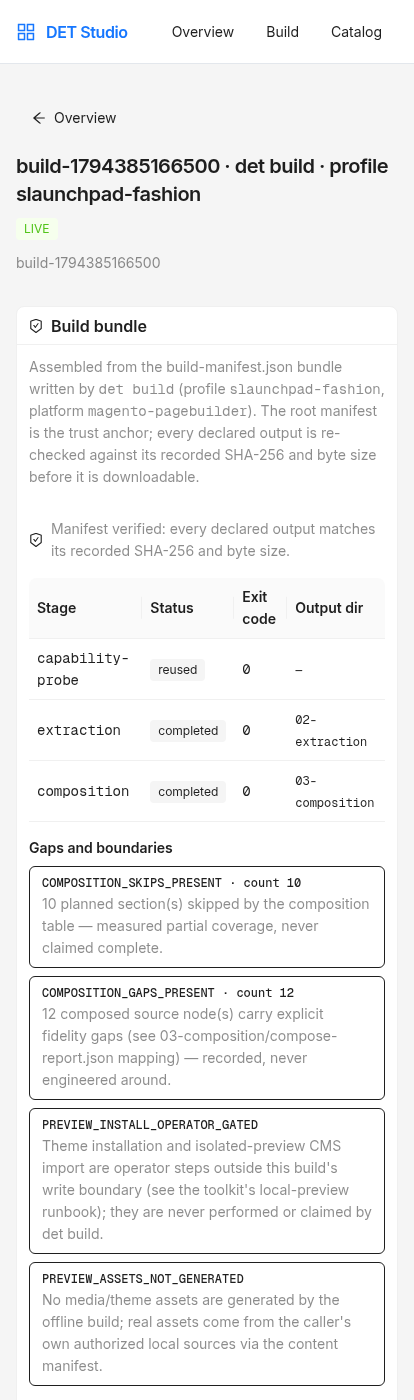 DET Studio Overview Build Catalog
Overview
build-1794385166500 · det build · profile
slaunchpad-fashion
LIVE
build-1794385166500
Build bundle
Assembled from the build-manifest.json bundle
written by det build (profile slaunchpad-fashion,
platform magento-pagebuilder). The root manifest
is the trust anchor; every declared output is re-
checked against its recorded SHA-256 and byte size
before it is downloadable.
Manifest verified: every declared output matches
its recorded SHA-256 and byte size.
Stage Status Exit code Output dir
capability-probe reused 0 –
extraction completed 0 02-extraction
composition completed 0 03-composition
Gaps and boundaries
COMPOSITION_SKIPS_PRESENT · count 10
10 planned section(s) skipped by the composition
table — measured partial coverage, never
claimed complete.
COMPOSITION_GAPS_PRESENT · count 12
12 composed source node(s) carry explicit
fidelity gaps (see 03-composition/compose-
report.json mapping) — recorded, never
engineered around.
PREVIEW_INSTALL_OPERATOR_GATED
Theme installation and isolated-preview CMS
import are operator steps outside this build's
write boundary (see the toolkit's local-preview
runbook); they are never performed or claimed by
det build.
PREVIEW_ASSETS_NOT_GENERATED
No media/theme assets are generated by the
offline build; real assets come from the caller's
own authorized local sources via the content
manifest.